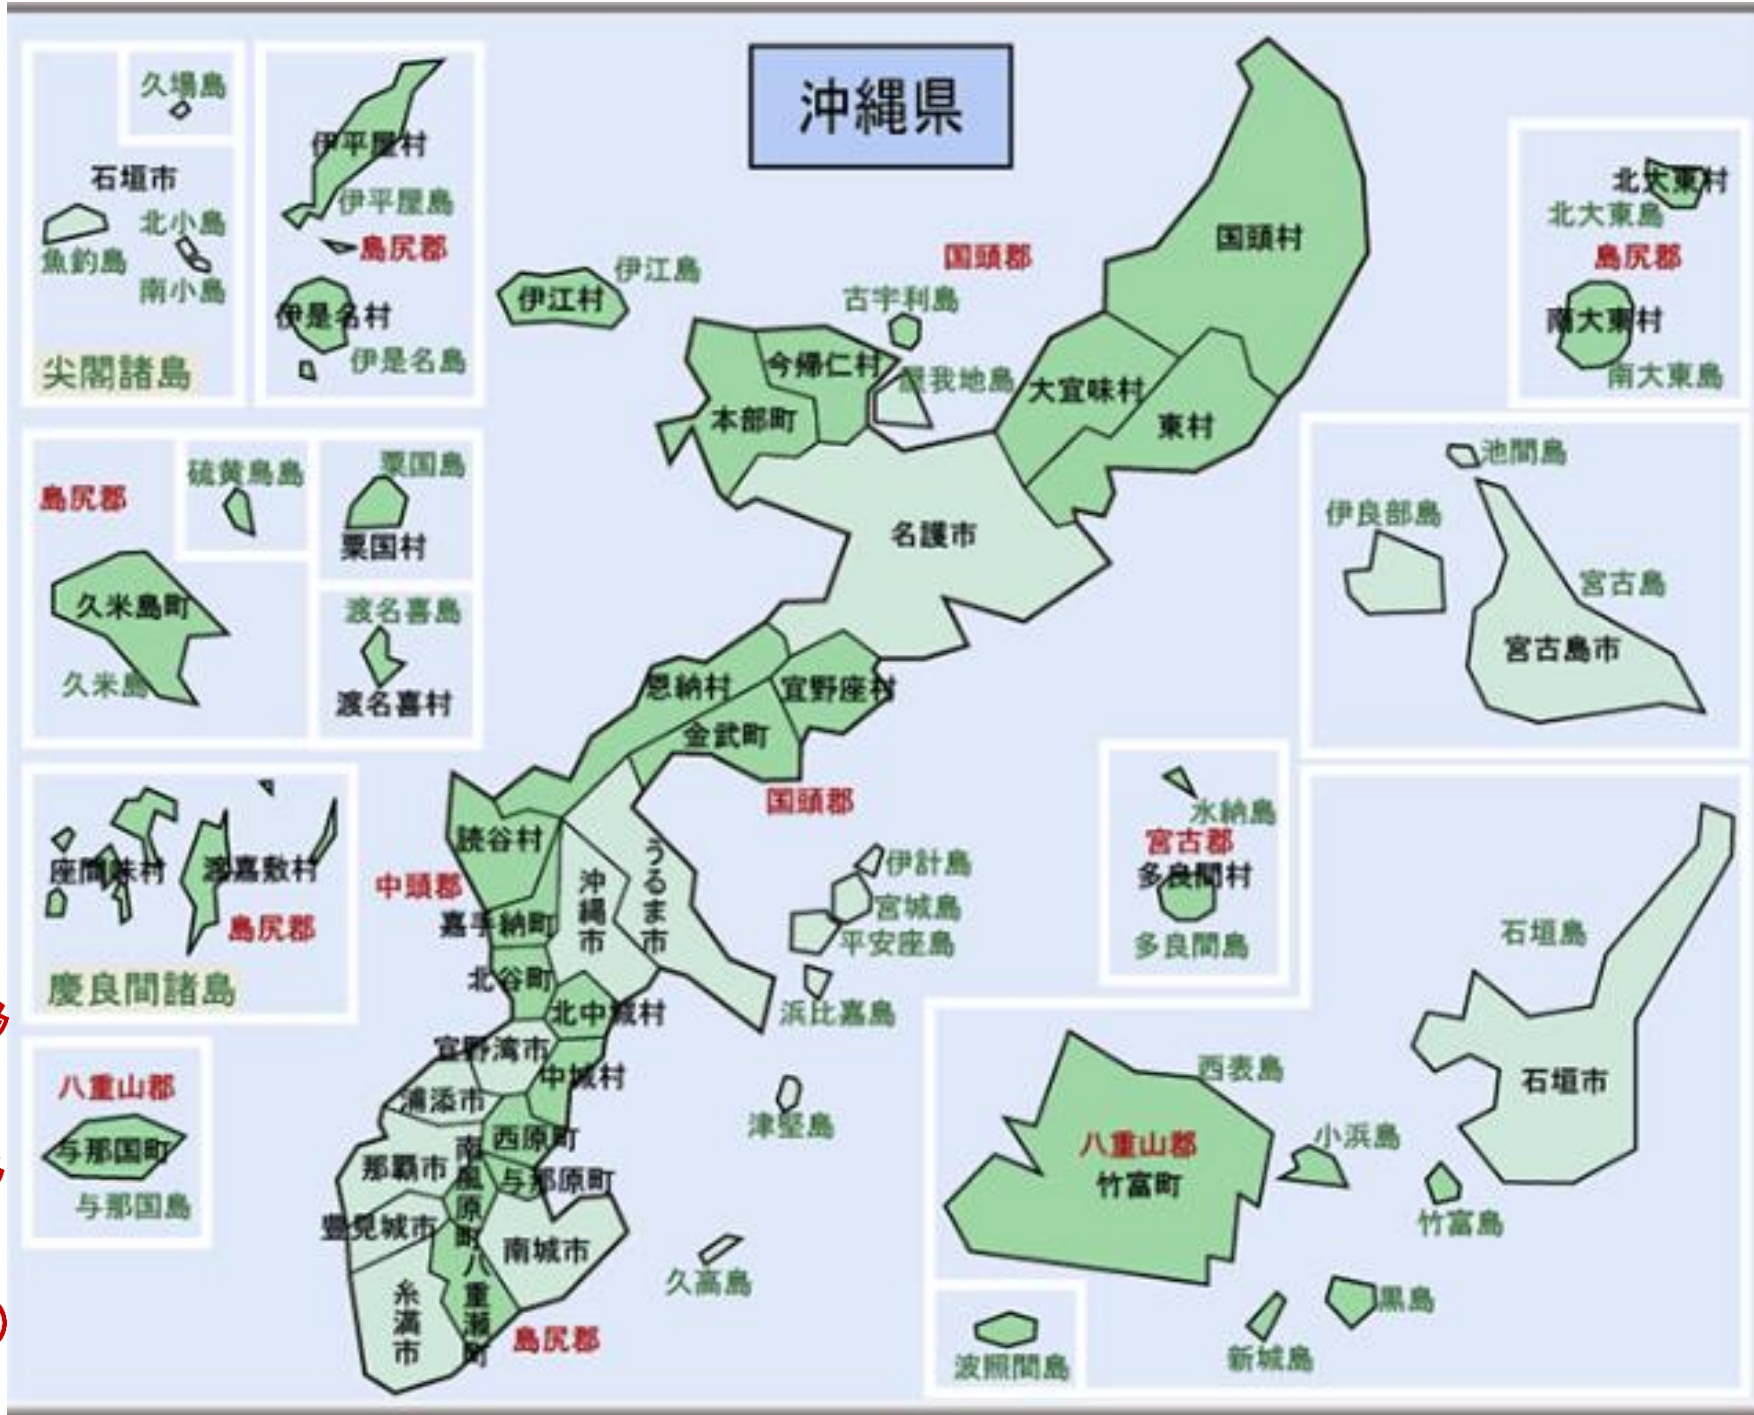 沖縄県
久場島
石垣市
北小島
魚釣島
南小島
尖閣諸島
伊平屋村
伊平屋島
島尻郡
伊是名村
伊是名島
伊江島
伊江村
国頭郡
古宇利島
国頭村
今帰仁村
屋我地島
大宜味村
本部町
東村
名護市
北大東村
北大東島
島尻郡
南大東村
南大東島
島尻郡
硫黄鳥島
久米島町
久米島
粟国島
粟国村
渡名喜島
渡名喜村
池間島
伊良部島
宮古島
宮古島市
恩納村
宜野座村
金武町
国頭郡
座間味村
渡嘉敷村
島尻郡
慶良間諸島
読谷村
中頭郡
うるま市
沖縄市
嘉手納町
北谷町
北中城村
伊計島
宮城島
平安座島
浜比嘉島
水納島
宮古郡
多良間村
多良間島
八重山郡
与那国町
与那国島
宜野湾市
中城村
浦添市
西原町
那覇市
南風原町
与那原町
豊見城市
南城市
八重瀬町
糸満市
島尻郡
津堅島
久高島
石垣島
石垣市
西表島
八重山郡
竹富町
小浜島
竹富島
黒島
新城島
波照間島